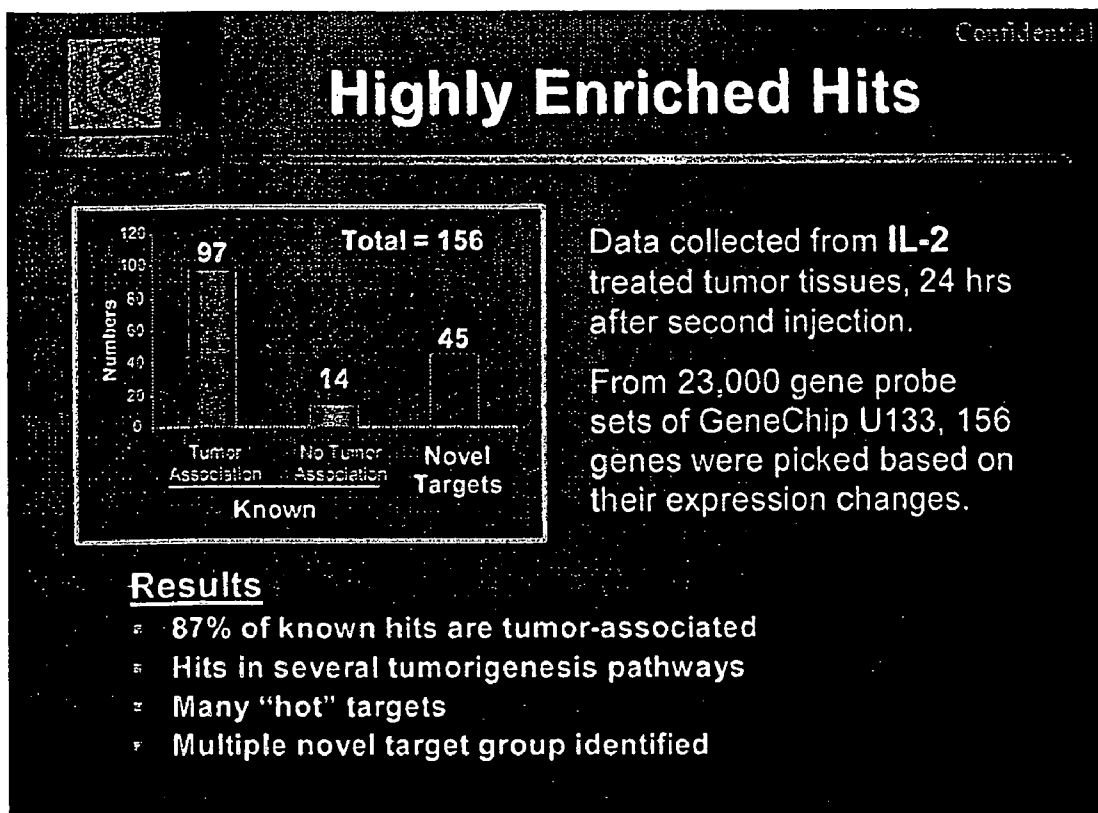 Confidential
Highly Enriched Hits
120
100
80
60
40
20
0
Numbers
97
14
45
Total = 156
Tumor
Association
No Tumor
Association
Known
Novel
Targets
Data collected from IL-2
treated tumor tissues, 24 hrs
after second injection.
From 23,000 gene probe
sets of GeneChip U133, 156
genes were picked based on
their expression changes.
Results
87% of known hits are tumor-associated
Hits in several tumorigenesis pathways
Many “hot” targets
Multiple novel target group identified